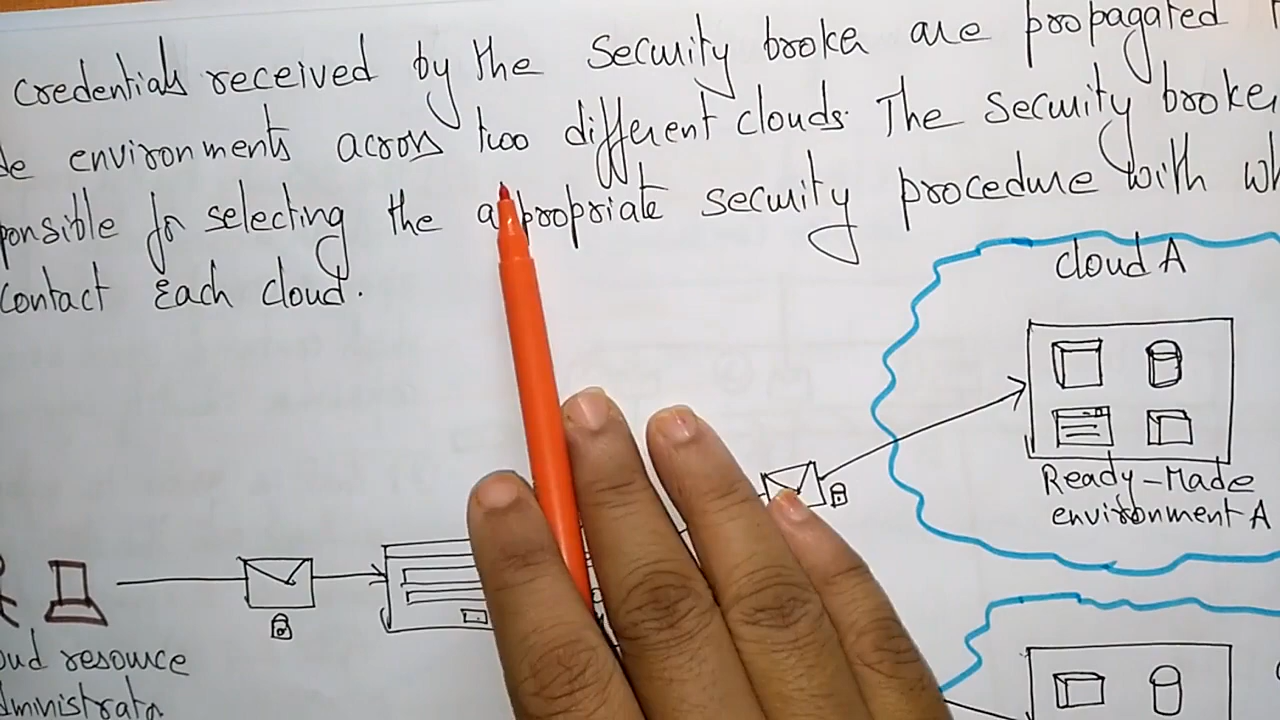 credentials received by the security broker are propagated
environments across two different clouds. The security broker
for selecting the appropriate security procedure with
contact Each cloud.
cloud A
Ready-Made
environment A
resource